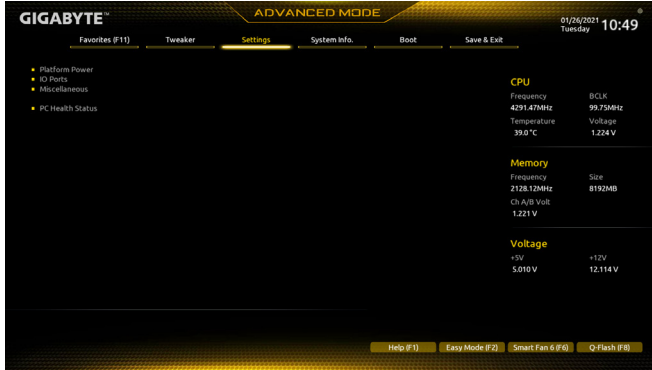 GIGABYTE™
ADVANCED MODE
01/26/2021 Tuesday 10:49
Favorites (F11) Tweaker Settings System Info. Boot Save & Exit
Platform Power
IO Ports
Miscellaneous
PC Health Status
CPU
Frequency BCLK
4291.47MHz 99.75MHz
Temperature Voltage
39.0 °C 1.224 V
Memory
Frequency Size
2128.12MHz 8192MB
Ch A/B Volt
1.221 V
Voltage
+5V +12V
5.010 V 12.114 V
Help (F1) Easy Mode (F2) Smart Fan 6 (F6) Q-Flash (F8)